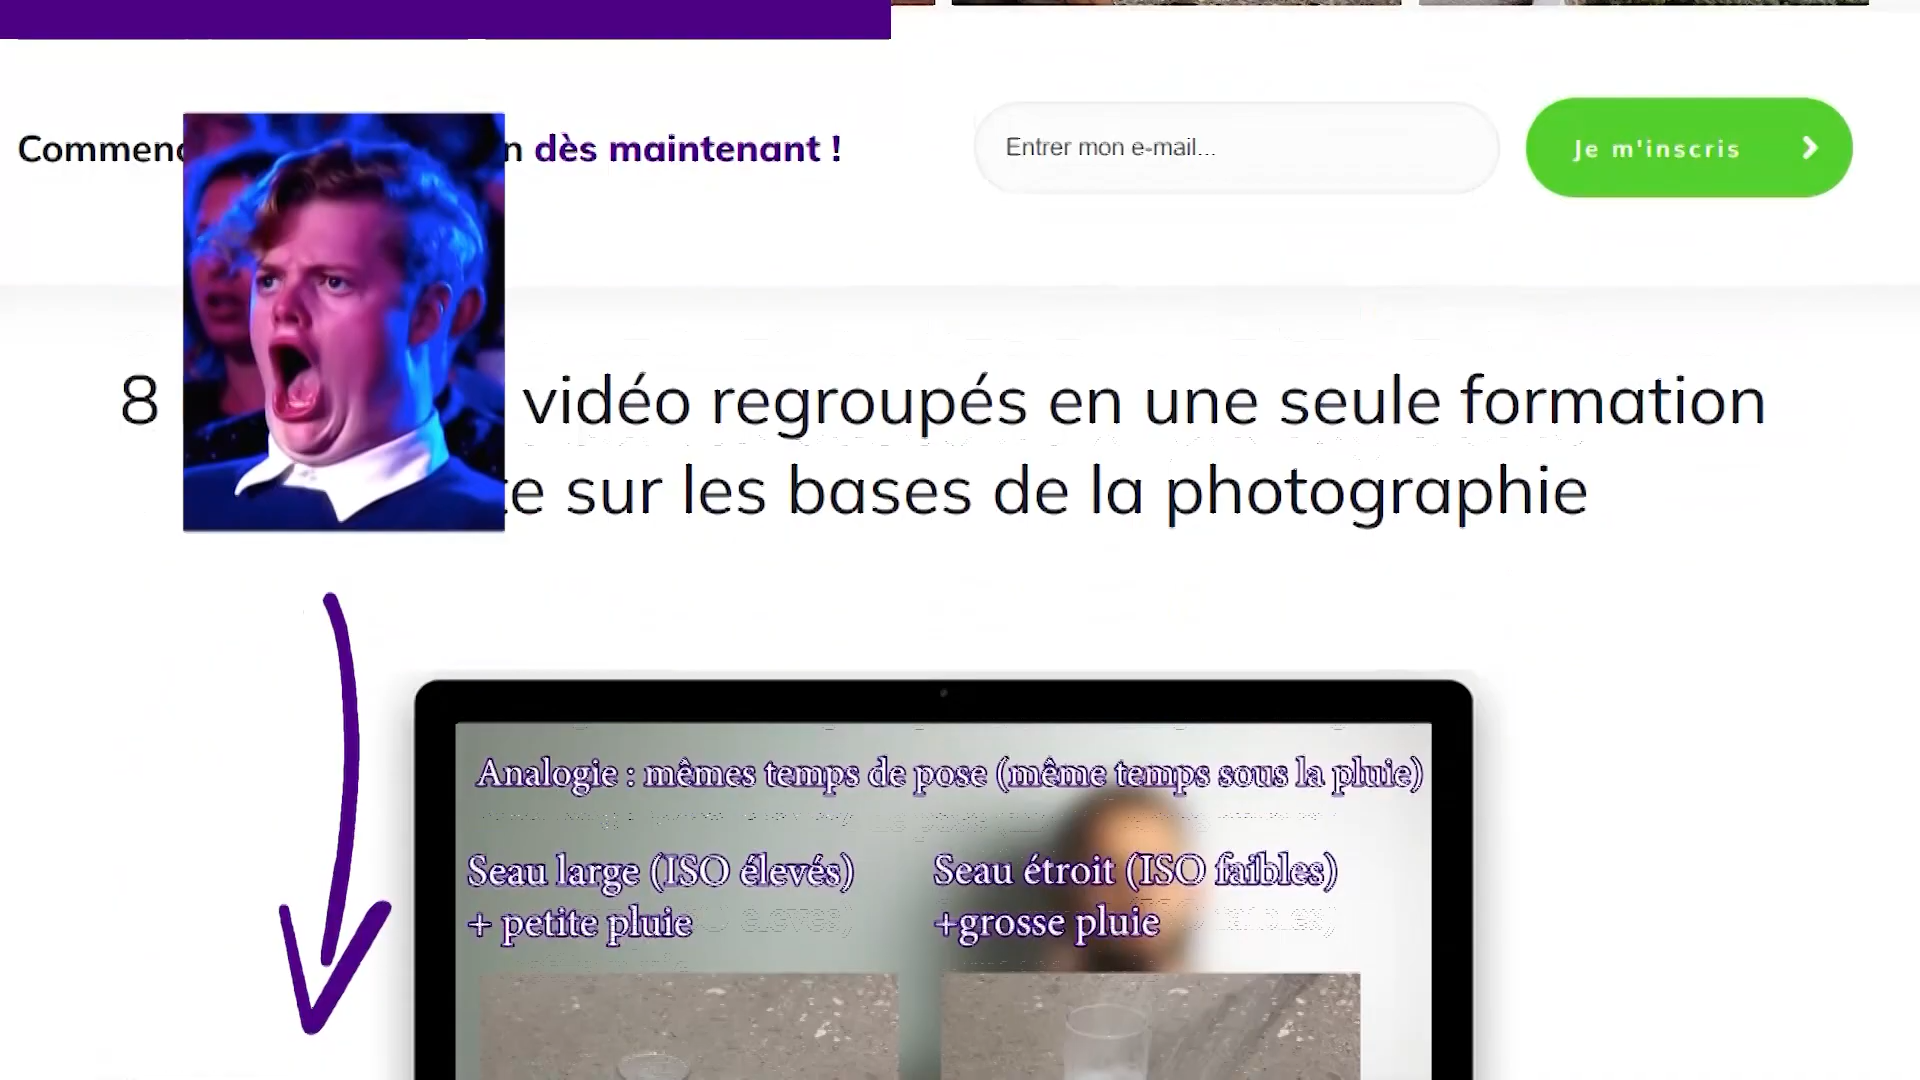 n dès maintenant !
Entrer mon e-mail...
Je m'inscris
8 vidéo regroupés en une seule formation
sur les bases de la photographie
Analogie : mêmes temps de pose (même temps sous la pluie)
Seau large (ISO élevés)
+ petite pluie
Seau étroit (ISO faibles)
+grosse pluie